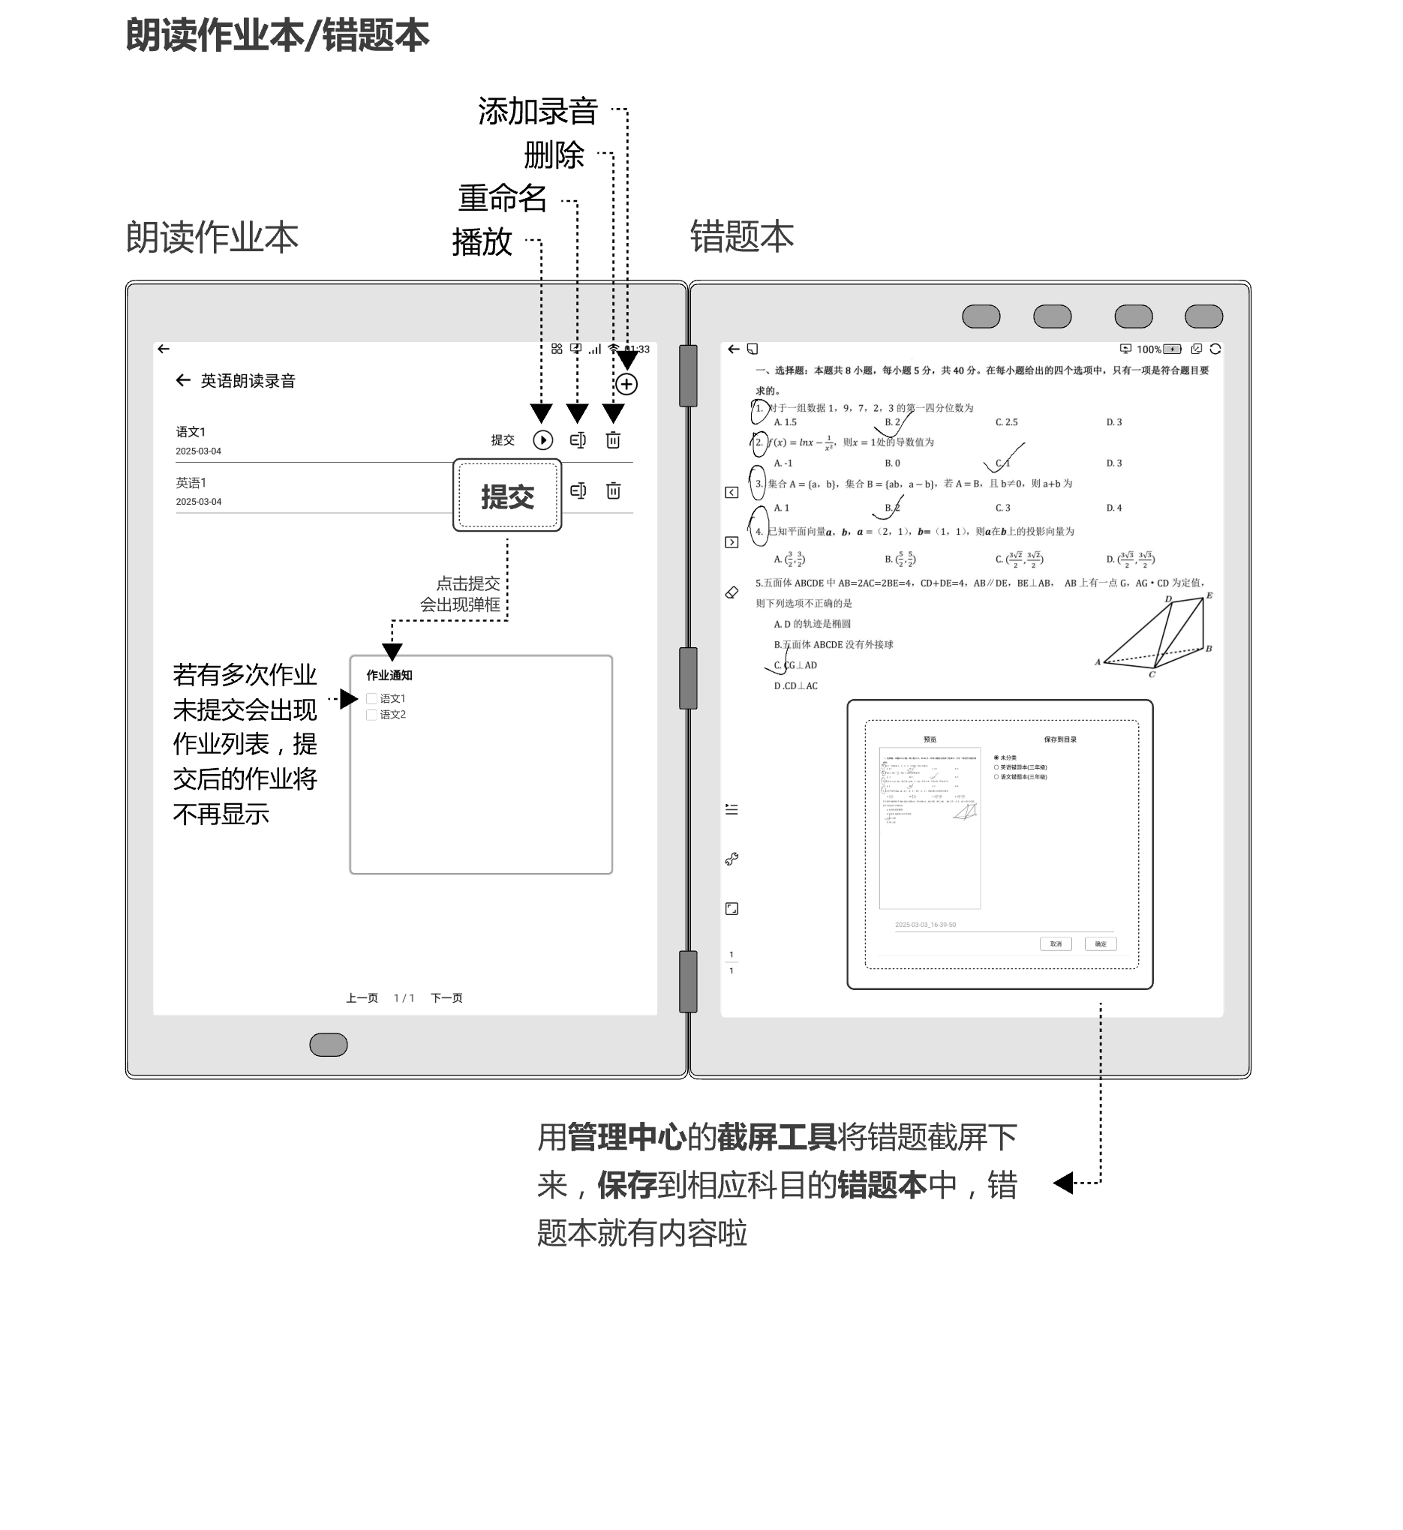 朗读作业本/错题本
添加录音
删除
重命名
播放
朗读作业本
错题本
01:33
英语朗读录音
语文1
2025-03-04
提交
英语1
2025-03-04
提交
点击提交
会出现弹框
若有多次作业
未提交会出现
作业列表，提
交后的作业将
不再显示
作业通知
语文1
语文2
上一页 1 / 1 下一页
100%
一、选择题：本题共 8 小题，每小题 5 分，共 40 分。在每小题给出的四个选项中，只有一项是符合题目要
求的。
1. 对于一组数据 1，9，7，2，3 的第一四分位数为
A. 1.5 B. 2 C. 2.5 D. 3
2. f(x) = lnx − 1/x²，则x = 1处的导数值为
A. -1 B. 0 C. 1 D. 3
3. 集合 A = {a，b}，集合 B = {ab，a − b}，若 A = B，且 b≠0，则 a+b 为
A. 1 B. 2 C. 3 D. 4
4. 已知平面向量a，b，a =（2，1），b=（1，1），则a在b上的投影向量为
A. (3/2, 3/2) B. (5/2, 5/2) C. (3√2/2, 3√2/2) D. (3√3/2, 3√3/2)
5.五面体 ABCDE 中 AB=2AC=2BE=4，CD+DE=4，AB∥DE，BE⊥AB， AB 上有一点 G，AG·CD 为定值，
则下列选项不正确的是
A. D 的轨迹是椭圆
B.五面体 ABCDE 没有外接球
C. CG⊥AD
D .CD⊥AC
D
E
A
B
C
预览
保存到目录
未分类
英语错题本(三年级)
语文错题本(三年级)
2025-03-03_16-39-50
取消 确定
1
1
用管理中心的截屏工具将错题截屏下
来，保存到相应科目的错题本中，错
题本就有内容啦